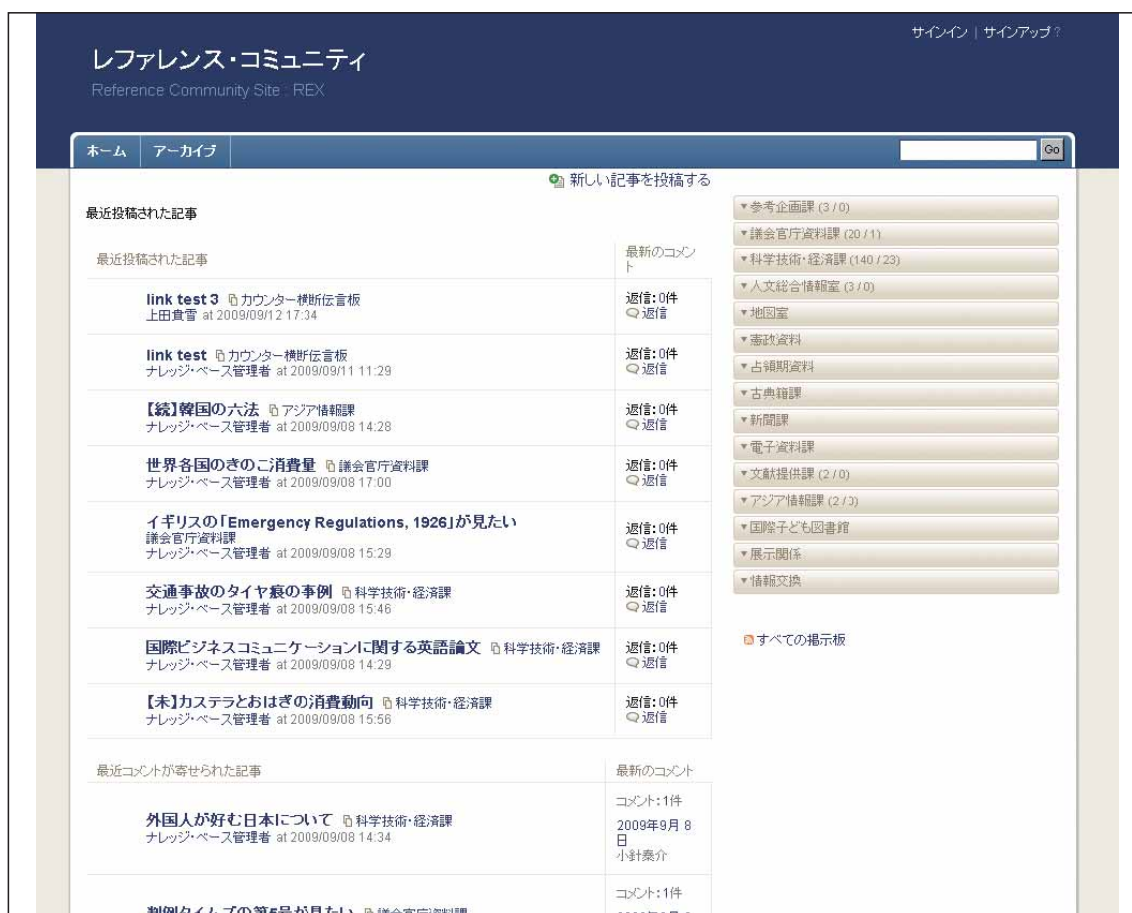 サインイン | サインアップ?
レファレンス・コミュニティ
Reference Community Site : REX
ホーム アーカイブ Go
新しい記事を投稿する
最近投稿された記事
最近投稿された記事 最新のコメント
link test 3 カウンター横断伝言板
上田貴雪 at 2009/09/12 17:34
返信:0件
返信
link test カウンター横断伝言板
ナレッジ・ベース管理者 at 2009/09/11 11:29
返信:0件
返信
【続】韓国の六法 アジア情報課
ナレッジ・ベース管理者 at 2009/09/08 14:28
返信:0件
返信
世界各国のきのこ消費量 議会官庁資料課
ナレッジ・ベース管理者 at 2009/09/08 17:00
返信:0件
返信
イギリスの「Emergency Regulations, 1926」が見たい
議会官庁資料課
ナレッジ・ベース管理者 at 2009/09/08 15:29
返信:0件
返信
交通事故のタイヤ痕の事例 科学技術・経済課
ナレッジ・ベース管理者 at 2009/09/08 15:46
返信:0件
返信
国際ビジネスコミュニケーションに関する英語論文 科学技術・経済課
ナレッジ・ベース管理者 at 2009/09/08 14:29
返信:0件
返信
【未】カステラとおはぎの消費動向 科学技術・経済課
ナレッジ・ベース管理者 at 2009/09/08 15:56
返信:0件
返信
最近コメントが寄せられた記事 最新のコメント
外国人が好む日本について 科学技術・経済課
ナレッジ・ベース管理者 at 2009/09/08 14:34
コメント:1件
2009年9月 8
日
小針泰介
判例タイムズの第5号が見たい 議会官庁資料課
コメント:1件
▼参考企画課 (3 / 0)
▼議会官庁資料課 (20 / 1)
▼科学技術・経済課 (140 / 23)
▼人文総合情報室 (3 / 0)
▼地図室
▼憲政資料
▼占領期資料
▼古典籍課
▼新聞課
▼電子資料課
▼文献提供課 (2 / 0)
▼アジア情報課 (2 / 0)
▼国際子ども図書館
▼展示関係
▼情報交換
すべての掲示板